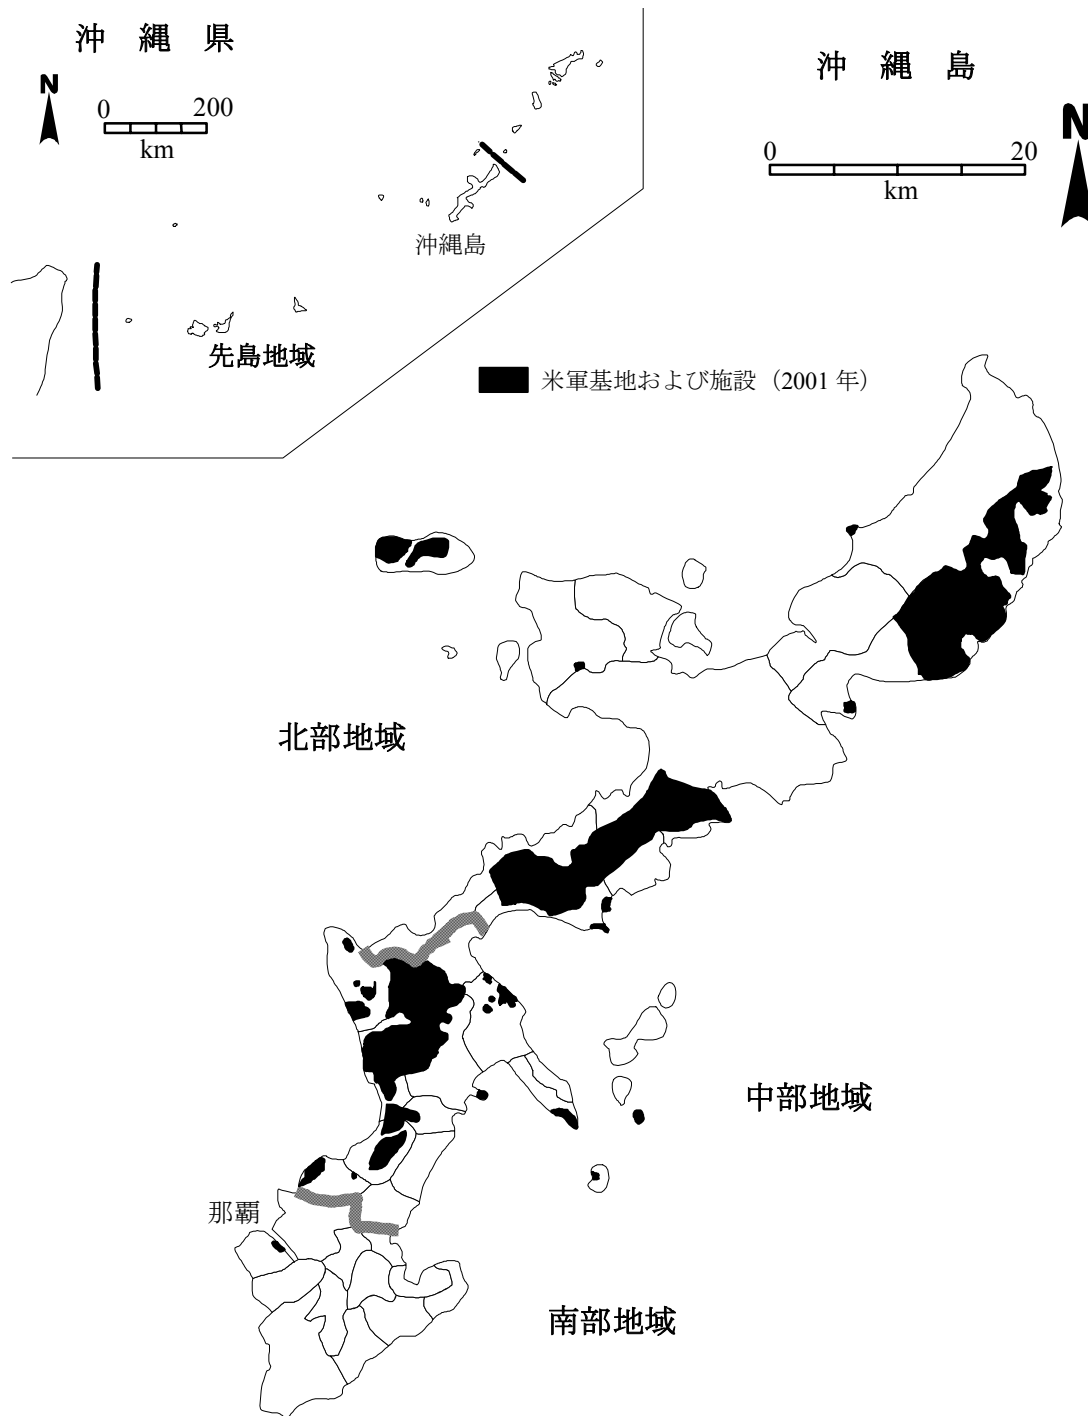 沖 縄 県
N
0 200
km
沖縄島
先島地域
沖 縄 島
N
0 20
km
米軍基地および施設（2001 年）
北部地域
中部地域
那覇
南部地域